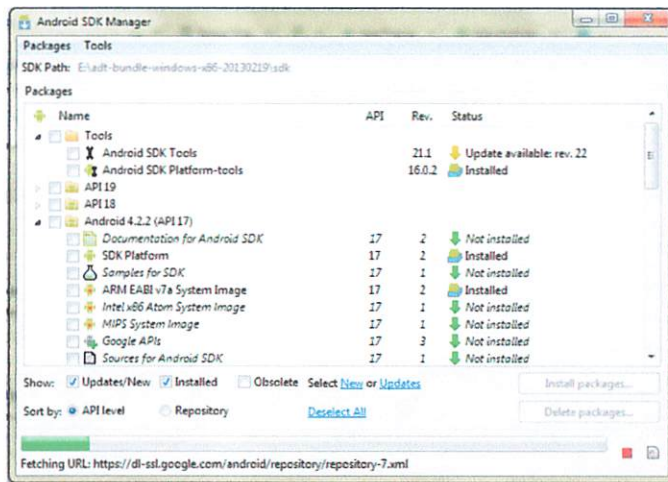 Android SDK Manager
Packages Tools
SDK Path: E:\adt-bundle-windows-x86-20130219\sdk
Packages
Name API Rev. Status
Tools
Android SDK Tools 21.1 Update available: rev. 22
Android SDK Platform-tools 16.0.2 Installed
API 19
API 18
Android 4.2.2 (API 17)
Documentation for Android SDK 17 2 Not installed
SDK Platform 17 2 Installed
Samples for SDK 17 1 Not installed
ARM EABI v7a System Image 17 2 Installed
Intel x86 Atom System Image 17 1 Not installed
MIPS System Image 17 1 Not installed
Google APIs 17 3 Not installed
Sources for Android SDK 17 1 Not installed
Show: Updates/New Installed Obsolete Select New or Updates Install packages...
Sort by: API level Repository Deselect All Delete packages...
Fetching URL: https://dl-ssl.google.com/android/repository/repository-7.xml